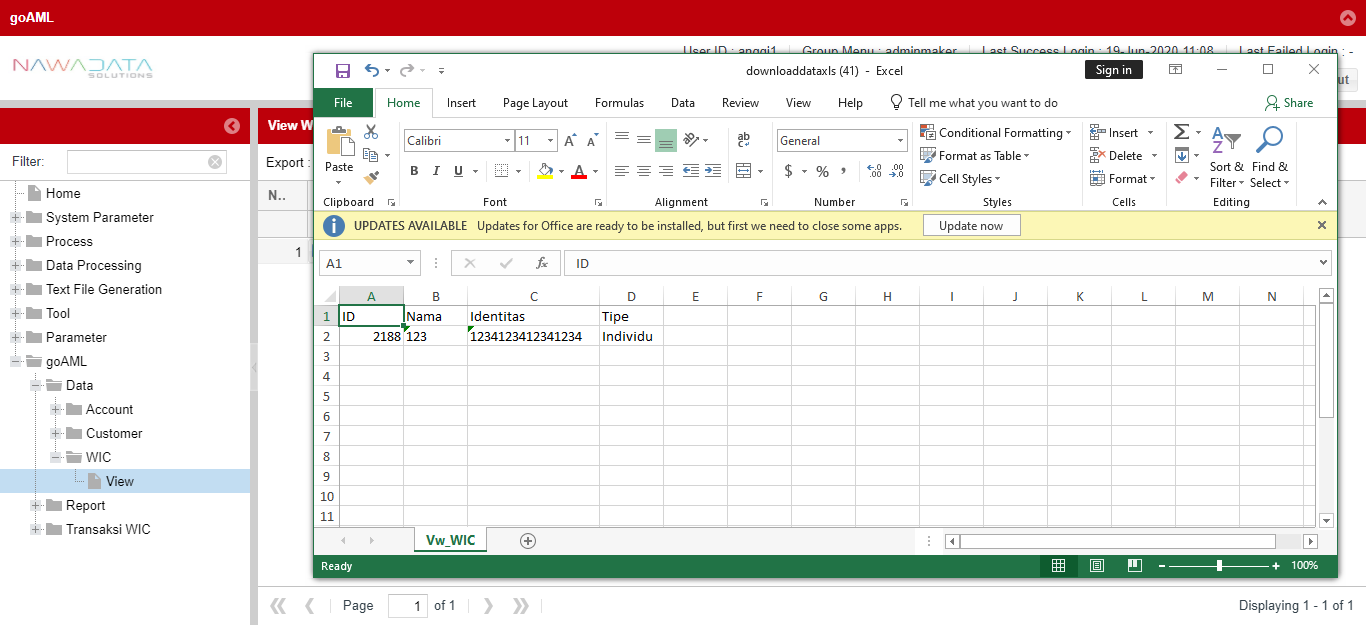 goAML
NAWADATA
SOLUTIONS
User ID : anggi1 Group Menu : adminmaker Last Success Login : 19-Jun-2020 11:08 Last Failed Login : -
downloaddataxls (41) - Excel
Sign in
File Home Insert Page Layout Formulas Data Review View Help Tell me what you want to do Share
Paste
Clipboard
Calibri 11
B I U
Font
ab
Alignment
General
$ % ,
Number
Conditional Formatting
Format as Table
Cell Styles
Styles
Insert
Delete
Format
Cells
Sort & Filter
Find & Select
Editing
UPDATES AVAILABLE Updates for Office are ready to be installed, but first we need to close some apps. Update now
A1 fx ID
A B C D E F G H I J K L M N
1 ID Nama Identitas Tipe
2 2188 123 1234123412341234 Individu
3
4
5
6
7
8
9
10
11
Vw_WIC
Ready 100%
View W
Export :
N..
1
Filter:
Home
System Parameter
Process
Data Processing
Text File Generation
Tool
Parameter
goAML
Data
Account
Customer
WIC
View
Report
Transaksi WIC
Page 1 of 1
Displaying 1 - 1 of 1